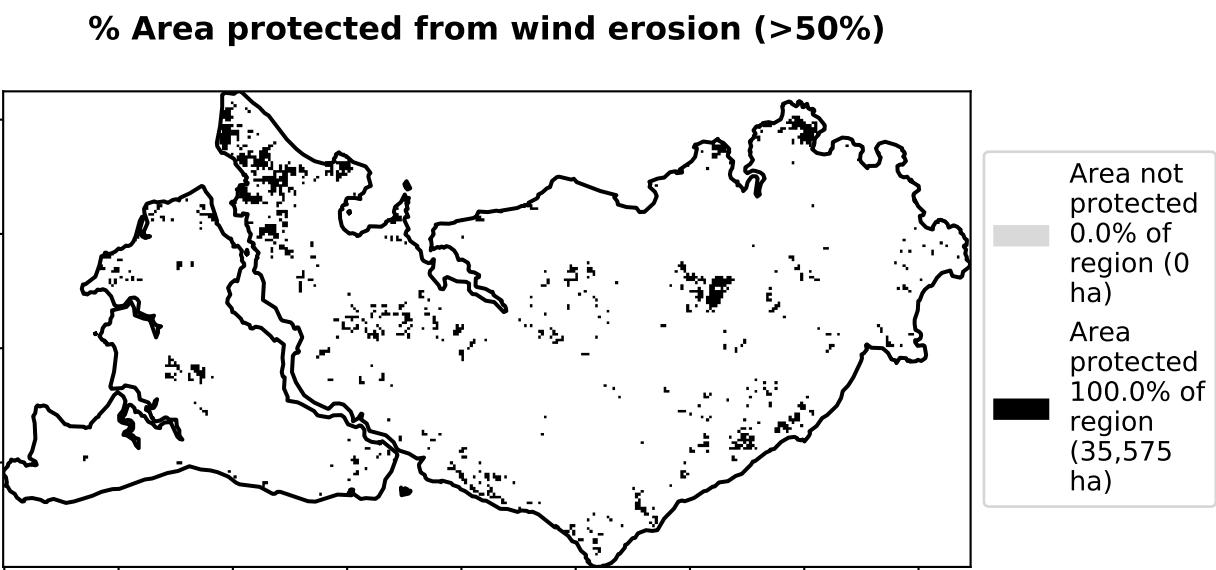 % Area protected from wind erosion (>50%)
Area not
protected
0.0% of
region (0
ha)
Area
protected
100.0% of
region
(35,575
ha)